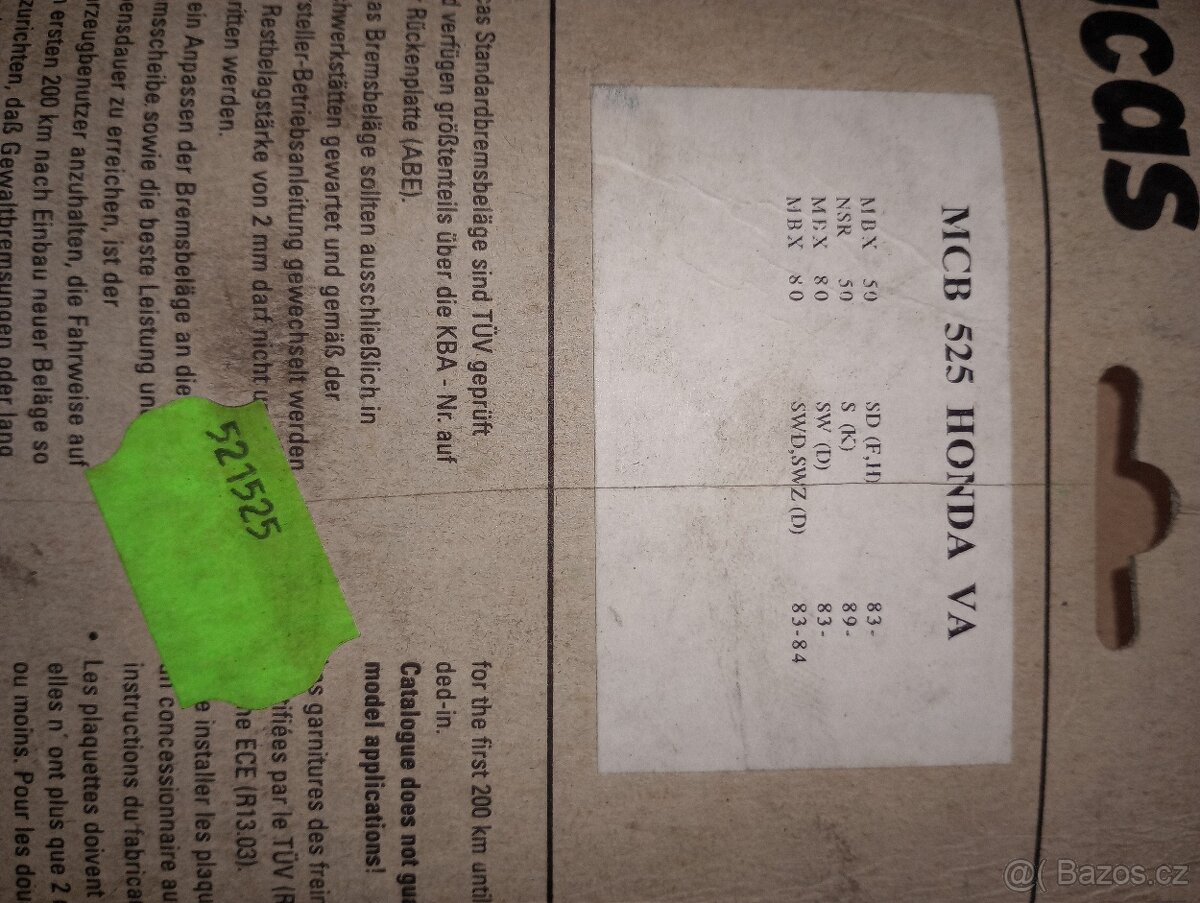 ucas
MCB 525 HONDA VA
MBX 50 SD (F,H) 83-
NSR 50 S (K) 89-
MBX 80 SW (D) 83-
MBX 80 SWD,SWZ (D) 83-84
cas Standardbremsbeläge sind TÜV geprüft
d verfügen größtenteils über die KBA - Nr. auf
Rückenplatte (ABE).
as Bremsbeläge sollten ausschließlich in
hwerkstätten gewartet und gemäß der
steller-Betriebsanleitung gewechselt werden
Restbelagstärke von 2 mm darf nicht u
ritten werden.
ein Anpassen der Bremsbeläge an die
msscheibe sowie die beste Leistung un
ensdauer zu erreichen, ist der
rzeugbenutzer anzuhalten, die Fahrweise auf
ersten 200 km nach Einbau neuer Beläge so
zurichten, daß Gewaltbremsungen oder lang
521525
for the first 200 km until
ded-in.
Catalogue does not gua
model applications!
s garnitures des frein
ifiées par le TÜV (R
ne ECE (R13.03).
e installer les plaqu
un concessionnaire au
instructions du fabrica
• Les plaquettes doivent
elles n' ont plus que 2
ou moins. Pour les dou
@( Bazos.cz